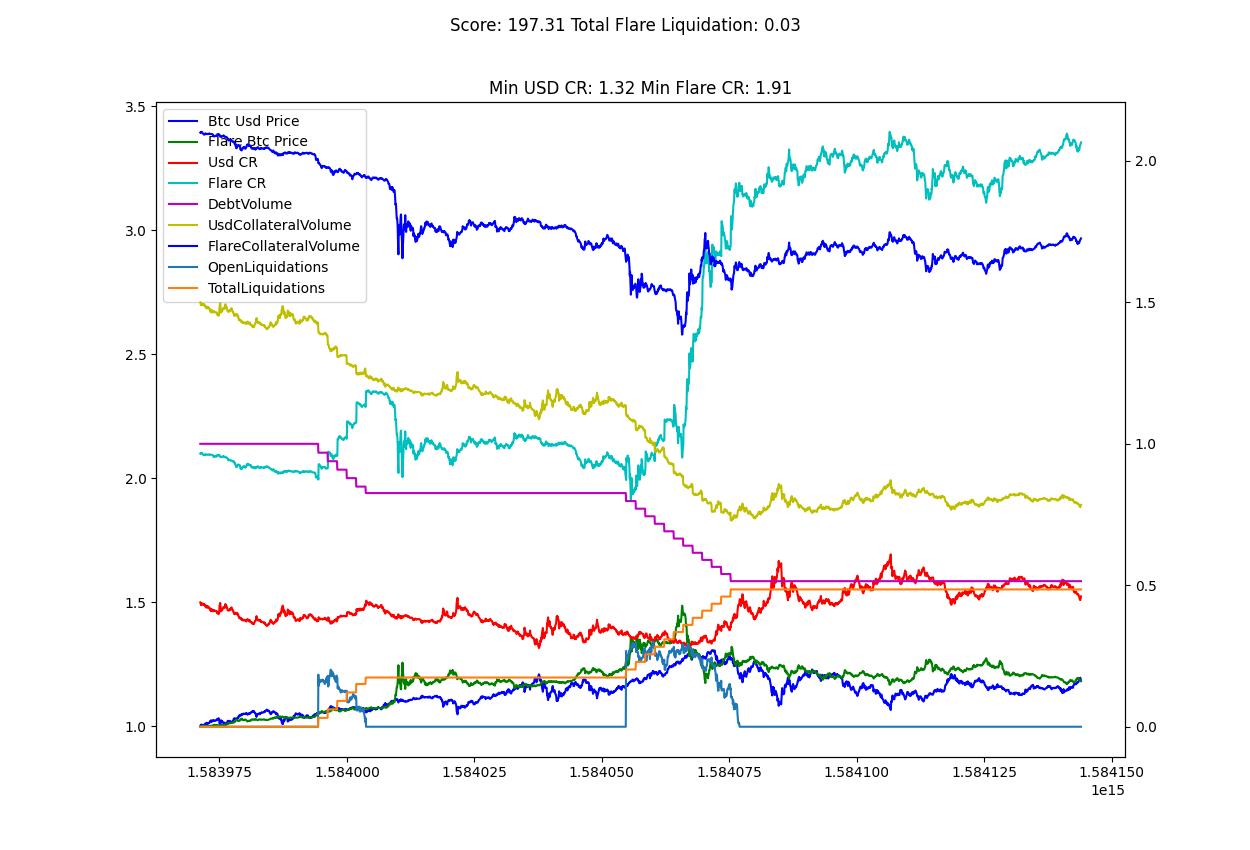 Score: 197.31 Total Flare Liquidation: 0.03
Min USD CR: 1.32 Min Flare CR: 1.91
3.5
3.0
2.5
2.0
1.5
1.0
Btc Usd Price
Flare Btc Price
Usd CR
Flare CR
DebtVolume
UsdCollateralVolume
FlareCollateralVolume
OpenLiquidations
TotalLiquidations
2.0
1.5
1.0
0.5
0.0
1.583975 1.584000 1.584025 1.584050 1.584075 1.584100 1.584125 1.584150
1e15